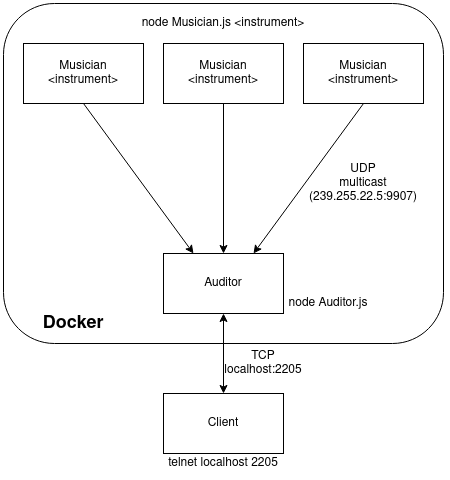 node Musician.js <instrument>
Musician
<instrument>
Musician
<instrument>
Musician
<instrument>
UDP
multicast
(239.255.22.5:9907)
Auditor
node Auditor.js
Docker
TCP
localhost:2205
Client
telnet localhost 2205